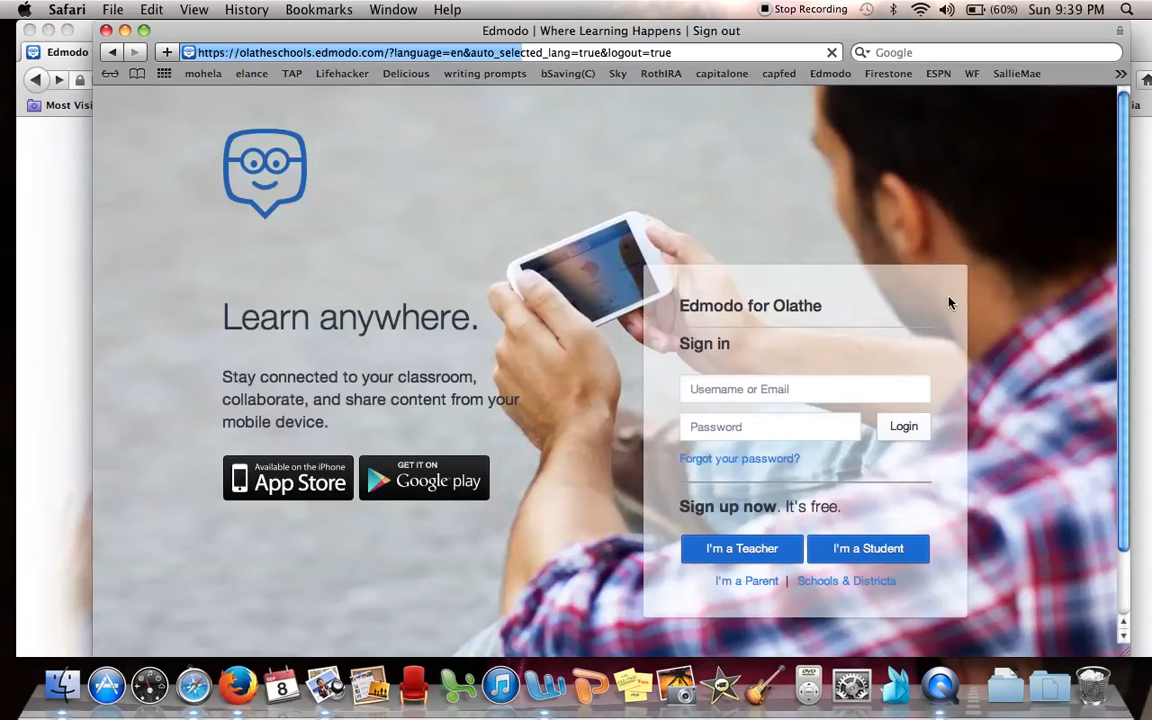 Safari File Edit View History Bookmarks Window Help
Stop Recording (60%) Sun 9:39 PM
Edmodo | Where Learning Happens | Sign out
Edmodo
https://olatheschools.edmodo.com/?language=en&auto_selected_lang=true&logout=true
Google
mohela elance TAP Lifehacker Delicious writing prompts bSaving(C) Sky RothIRA capitalone capfed Edmodo Firestone ESPN WF SallieMae
Most Visi
ia
Learn anywhere.
Stay connected to your classroom,
collaborate, and share content from your
mobile device.
Available on the iPhone
App Store
GET IT ON
Google play
Edmodo for Olathe
Sign in
Username or Email
Password
Login
Forgot your password?
Sign up now. It's free.
I'm a Teacher
I'm a Student
I'm a Parent | Schools & Districts
SEP
8